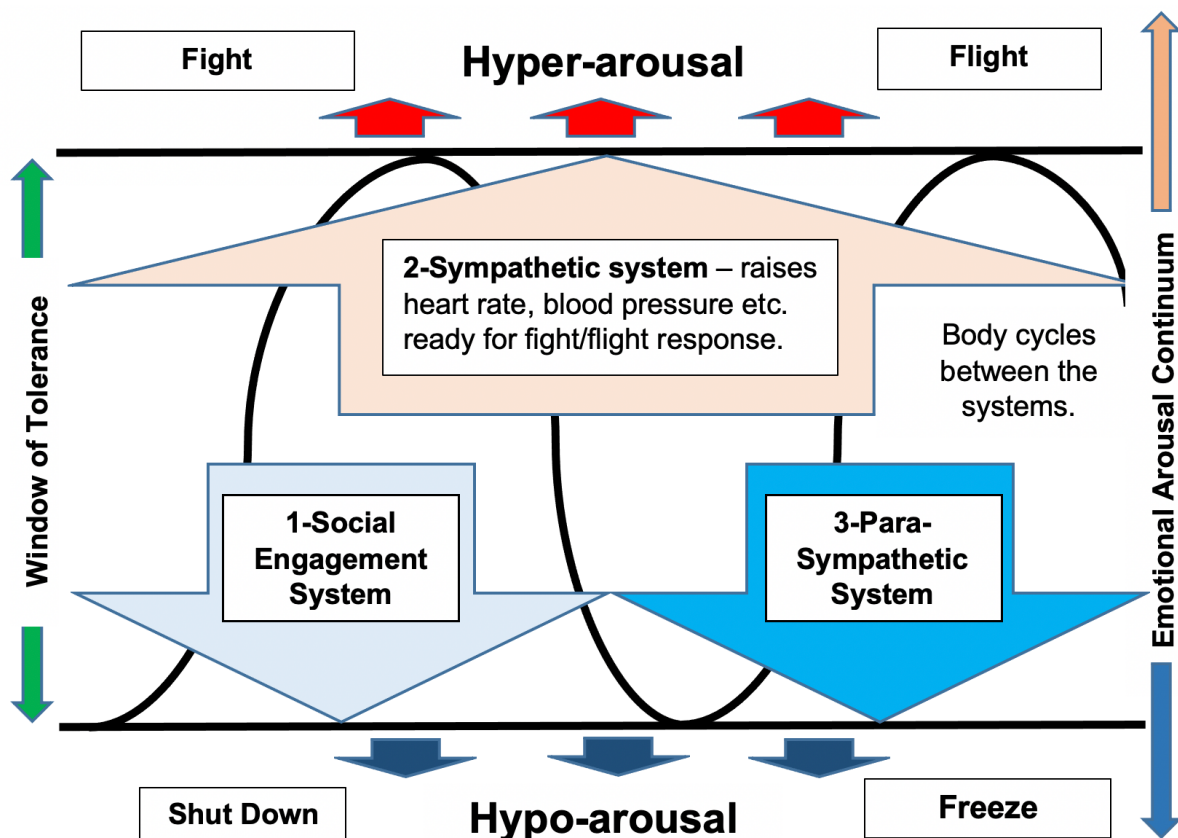 Fight
Hyper-arousal
Flight
Window of Tolerance
2-Sympathetic system – raises
heart rate, blood pressure etc.
ready for fight/flight response.
Body cycles
between the
systems.
Emotional Arousal Continuum
1-Social
Engagement
System
3-Para-
Sympathetic
System
Shut Down
Hypo-arousal
Freeze